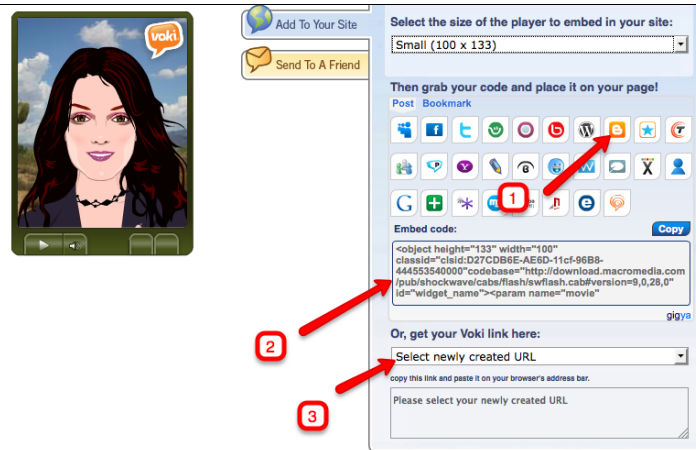 voki
Add To Your Site
Send To A Friend
Select the size of the player to embed in your site:
Small (100 x 133)
Then grab your code and place it on your page!
Post Bookmark
1
Embed code:
Copy
<object height="133" width="100"
classid="clsid:D27CDB6E-AE6D-11cf-96B8-
444553540000"codebase="http://download.macromedia.com
/pub/shockwave/cabs/flash/swflash.cab#version=9,0,28,0"
id="widget_name"><param name="movie"
gigya
2
Or, get your Voki link here:
Select newly created URL
copy this link and paste it on your browser's address bar.
3
Please select your newly created URL